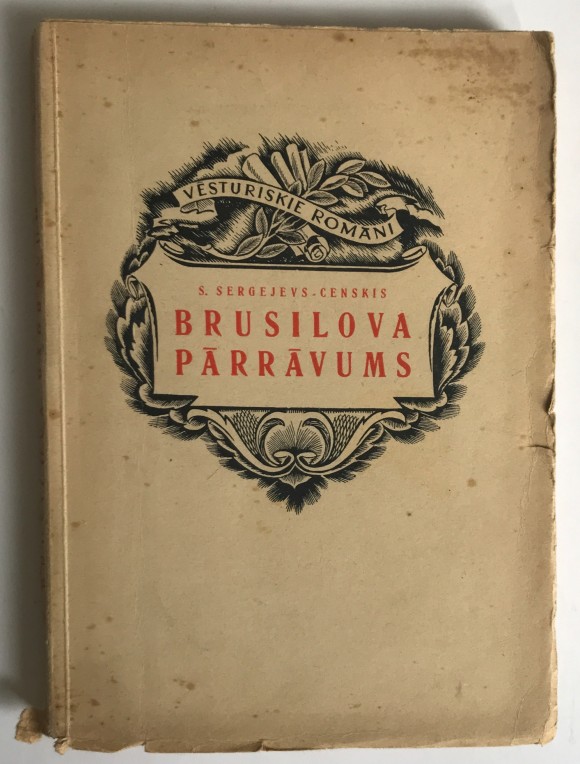 VĒSTURISKIE ROMĀNI
S. SERGEJEVS-CENSKIS
BRUSILOVA
PĀRRĀVUMS